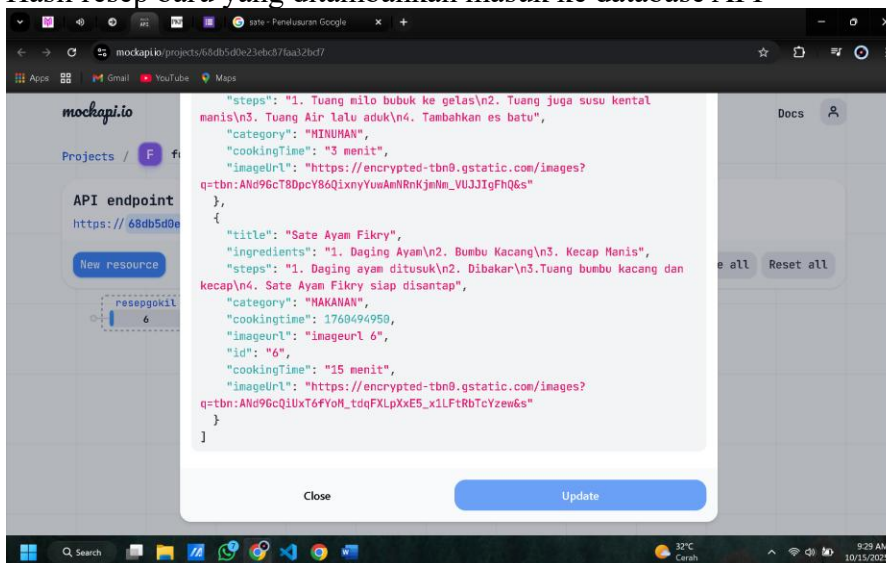 Hasil resep baru yang ditambahkan masuk ke database API
sate - Penelusuran Google
mockapi.io/projects/68db5d0e23ebc87faa32bcf7
Apps
Gmail
YouTube
Maps
mockapi.io
Docs
Projects / F
API endpoint
https://68db5d0e
New resource
e all
Reset all
resepgokil
6
"steps": "1. Tuang milo bubuk ke gelas\n2. Tuang juga susu kental
manis\n3. Tuang Air lalu aduk\n4. Tambahkan es batu",
"category": "MINUMAN",
"cookingTime": "3 menit",
"imageUrl": "https://encrypted-tbn0.gstatic.com/images?
q=tbn:ANd9GcT8DpcY86QixnyYuwAmNRnKjmNm_VUJJIgFhQ&s"
},
{
"title": "Sate Ayam Fikry",
"ingredients": "1. Daging Ayam\n2. Bumbu Kacang\n3. Kecap Manis",
"steps": "1. Daging ayam ditusuk\n2. Dibakar\n3.Tuang bumbu kacang dan
kecap\n4. Sate Ayam Fikry siap disantap",
"category": "MAKANAN",
"cookingtime": 1760494950,
"imageurl": "imageurl 6",
"id": "6",
"cookingTime": "15 menit",
"imageUrl": "https://encrypted-tbn0.gstatic.com/images?
q=tbn:ANd9GcQiUxT6fYoM_tdqFXLpXxE5_x1LFtRbTcYzew&s"
}
]
Close
Update
Search
32°C
Cerah
9:29 AM
10/15/2025